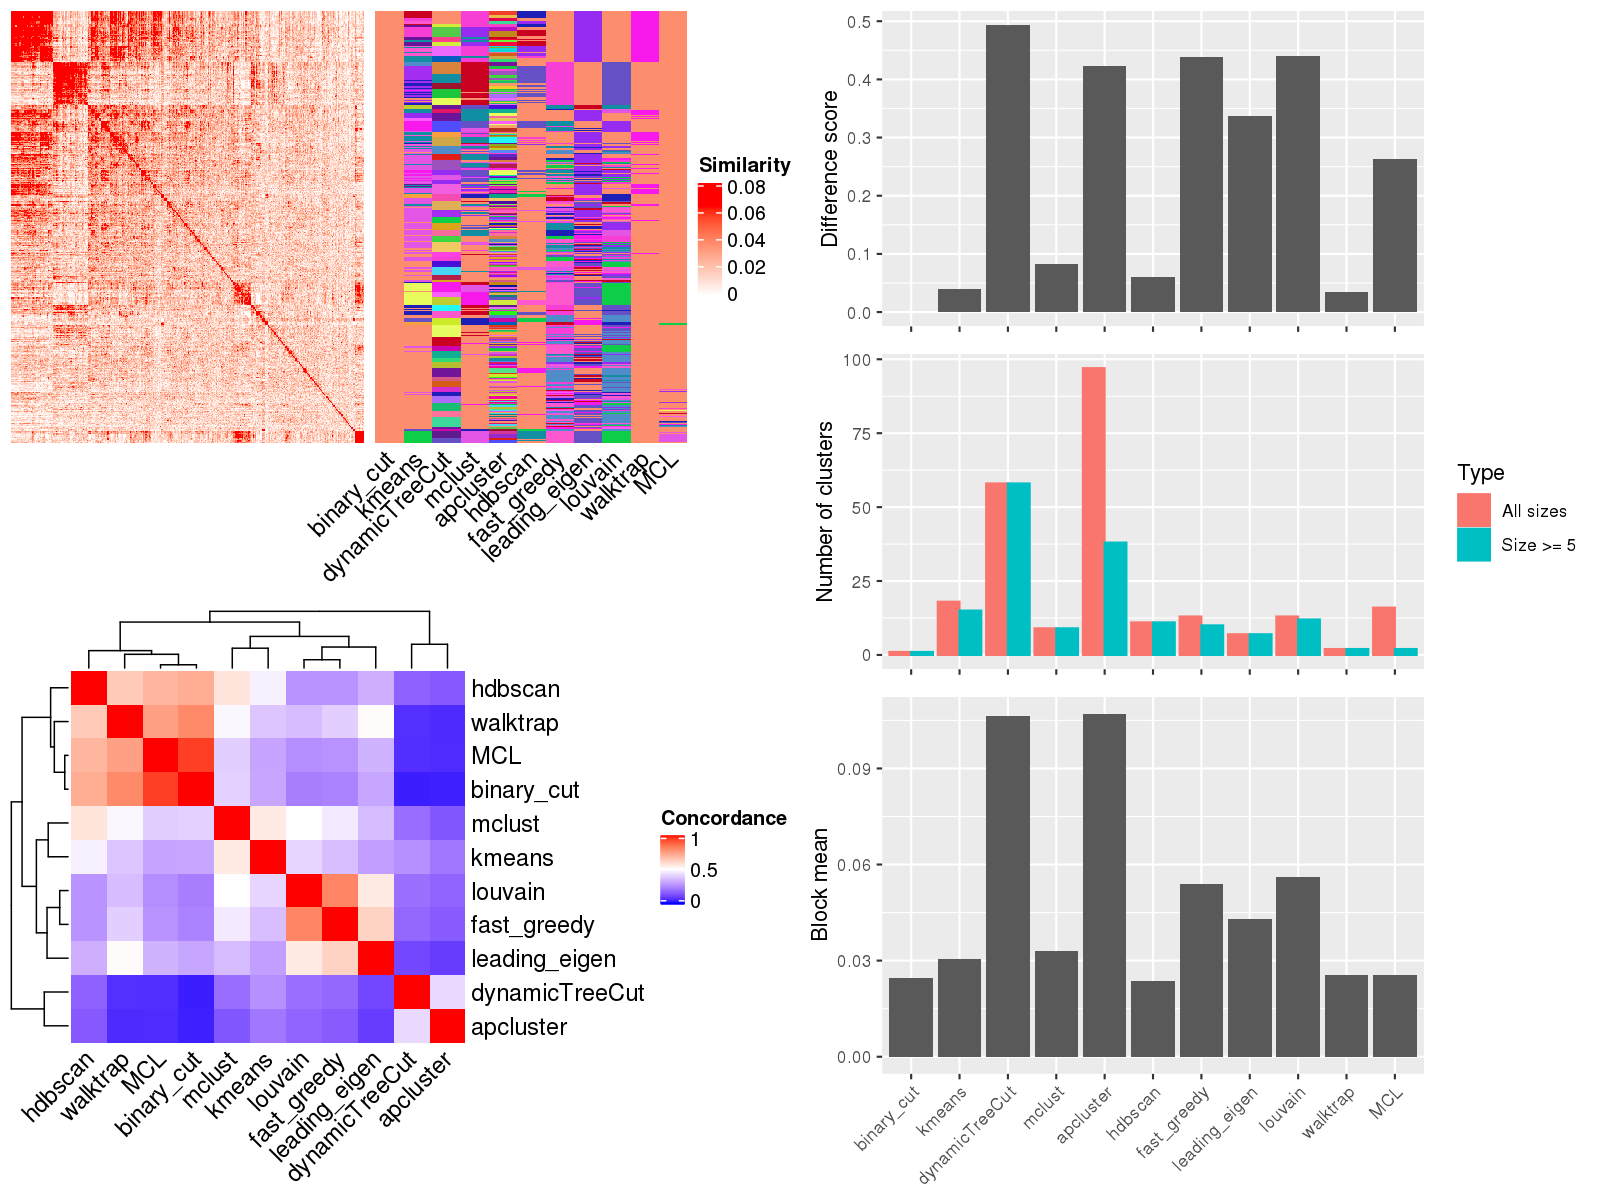 Similarity
0.08
0.06
0.04
0.02
0
binary_cut
kmeans
dynamicTreeCut
mclust
apcluster
hdbscan
fast_greedy
leading_eigen
louvain
walktrap
MCL
hdbscan
walktrap
MCL
binary_cut
mclust
kmeans
louvain
fast_greedy
leading_eigen
dynamicTreeCut
apcluster
hdbscan
walktrap
MCL
binary_cut
mclust
kmeans
louvain
fast_greedy
leading_eigen
dynamicTreeCut
apcluster
Concordance
1
0.5
0
Difference score
0.5
0.4
0.3
0.2
0.1
0.0
Number of clusters
100
75
50
25
0
Type
All sizes
Size >= 5
Block mean
0.09
0.06
0.03
0.00
binary_cut
kmeans
dynamicTreeCut
mclust
apcluster
hdbscan
fast_greedy
leading_eigen
louvain
walktrap
MCL